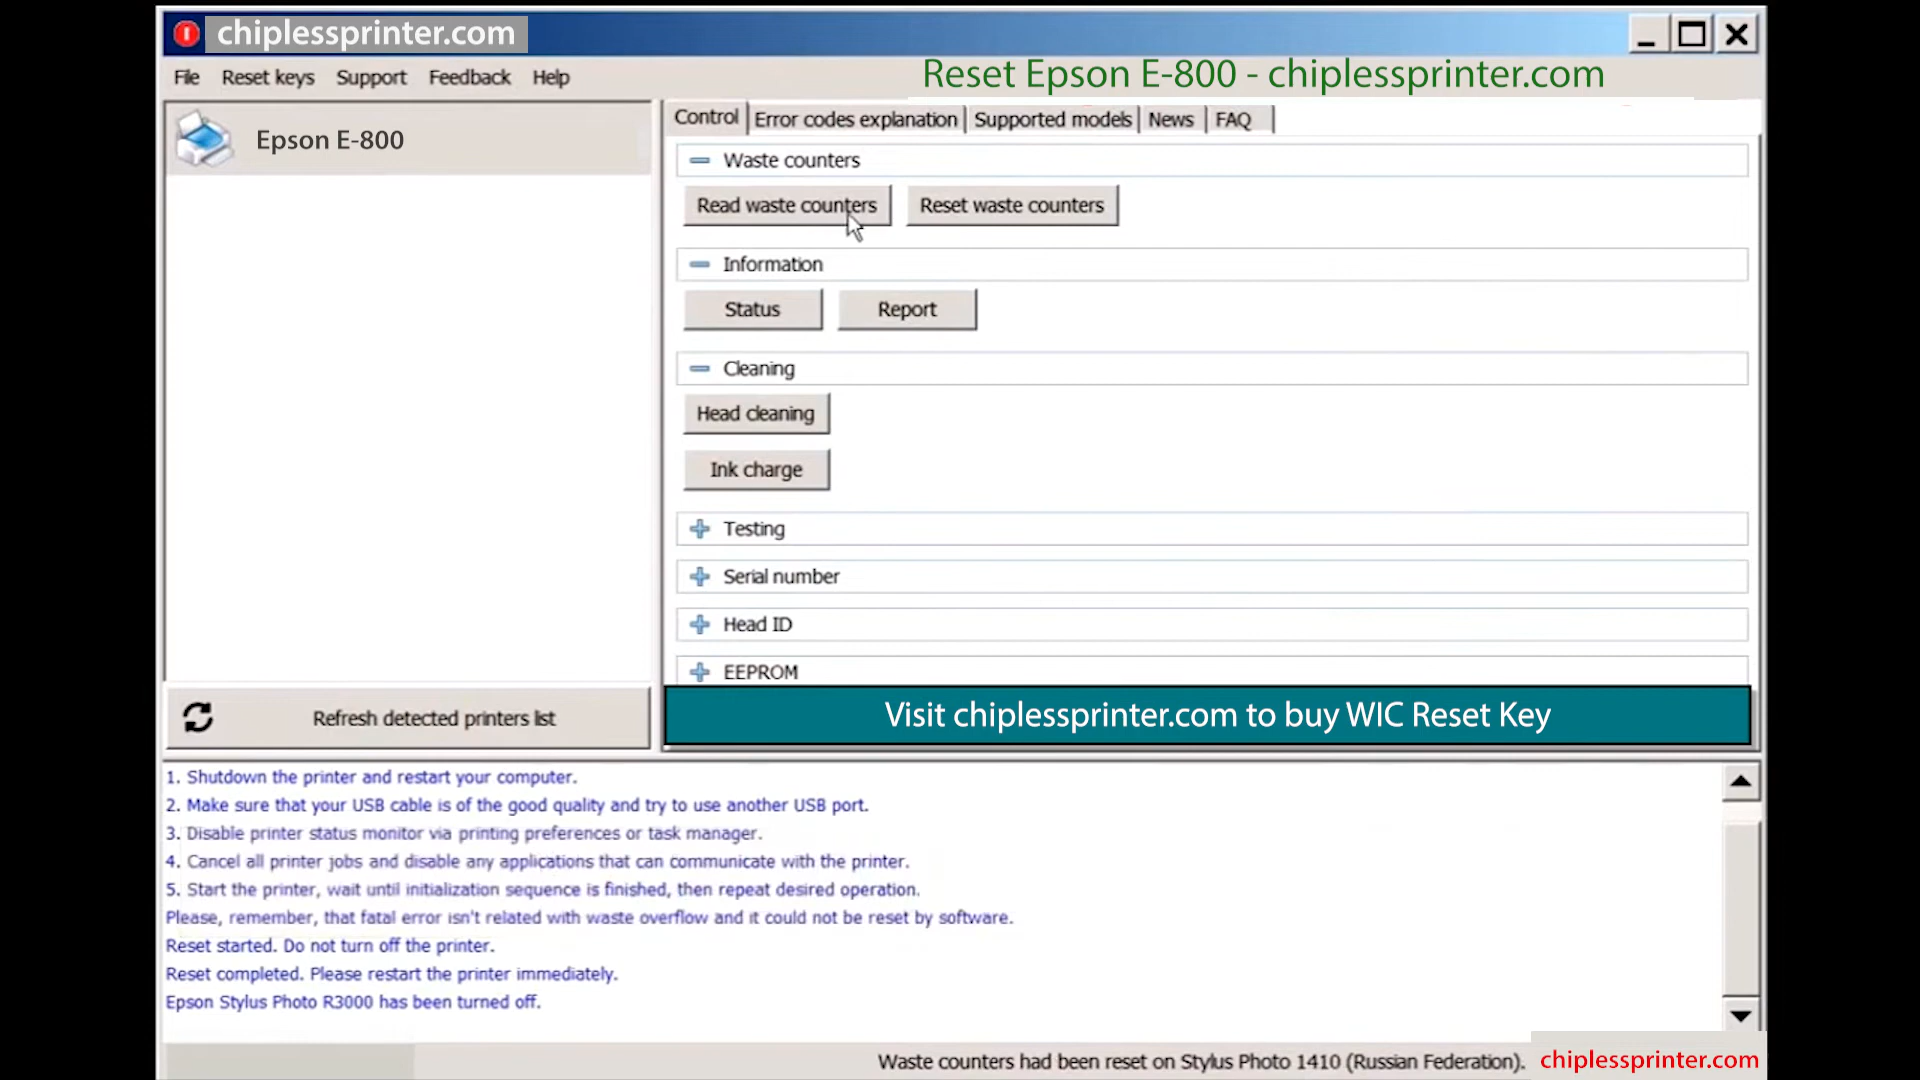 chiplessprinter.com
File Reset keys Support Feedback Help
Reset Epson E-800 - chiplessprinter.com
Epson E-800
Control Error codes explanation Supported models News FAQ
Waste counters
Read waste counters Reset waste counters
Information
Status Report
Cleaning
Head cleaning
Ink charge
Testing
Serial number
Head ID
EEPROM
Refresh detected printers list
Visit chiplessprinter.com to buy WIC Reset Key
1. Shutdown the printer and restart your computer.
2. Make sure that your USB cable is of the good quality and try to use another USB port.
3. Disable printer status monitor via printing preferences or task manager.
4. Cancel all printer jobs and disable any applications that can communicate with the printer.
5. Start the printer, wait until initialization sequence is finished, then repeat desired operation.
Please, remember, that fatal error isn't related with waste overflow and it could not be reset by software.
Reset started. Do not turn off the printer.
Reset completed. Please restart the printer immediately.
Epson Stylus Photo R3000 has been turned off.
Waste counters had been reset on Stylus Photo 1410 (Russian Federation).
chiplessprinter.com